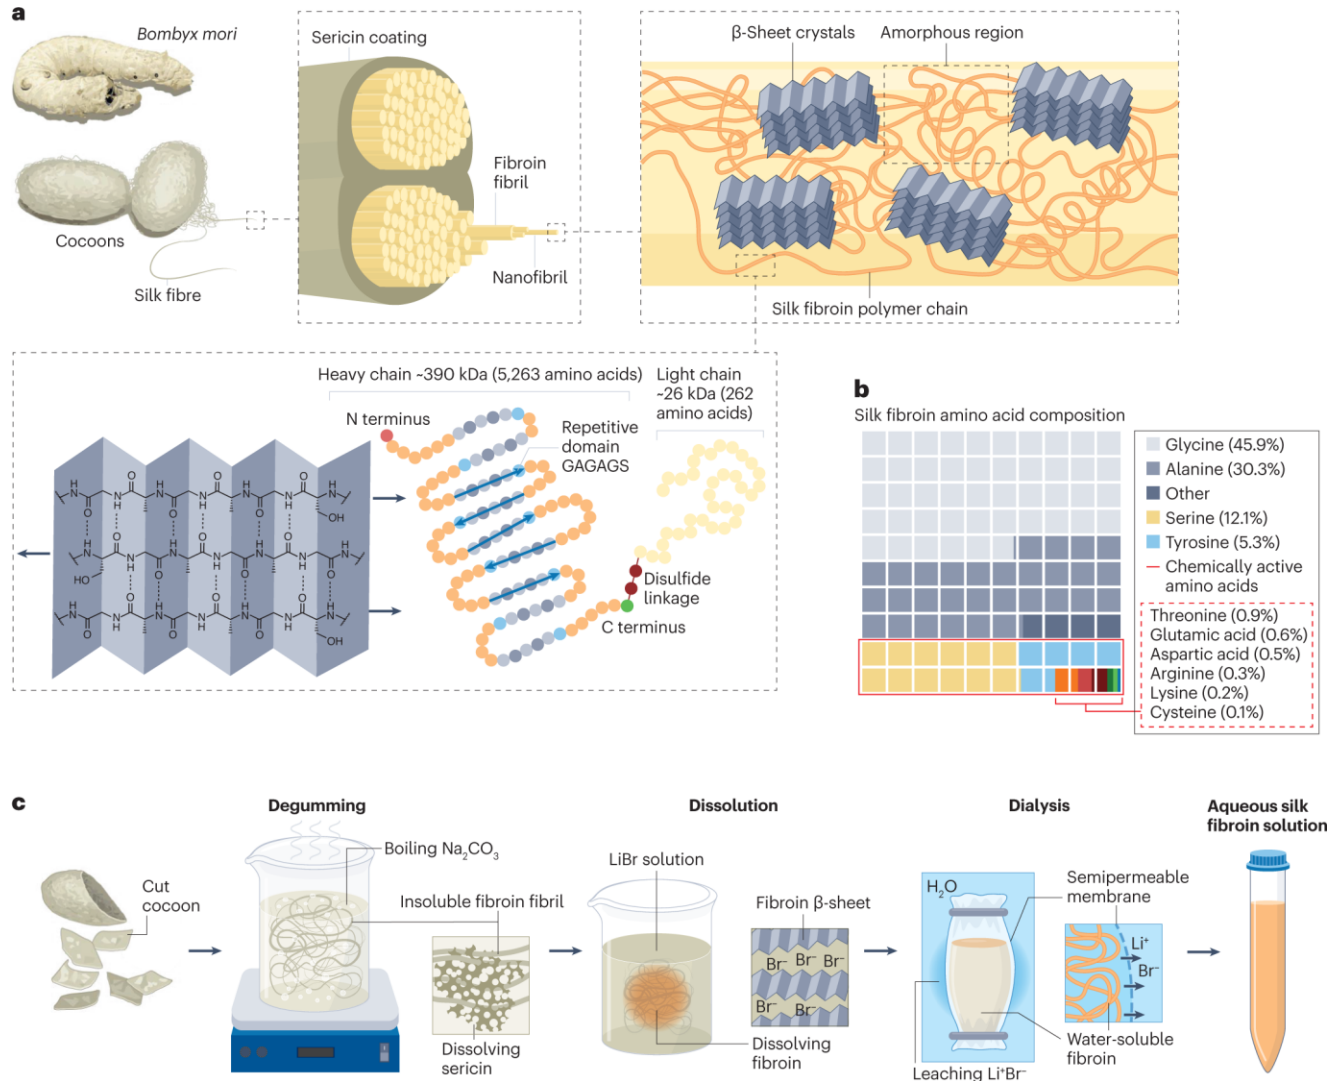 a
Bombyx mori
Cocoons
Silk fibre
Sericin coating
Fibroin
fibril
Nanofibril
β-Sheet crystals
Amorphous region
Silk fibroin polymer chain
Heavy chain ~390 kDa (5,263 amino acids)
Light chain
~26 kDa (262
amino acids)
N terminus
Repetitive
domain
GAGAGS
Disulfide
linkage
C terminus
H
N
O
H
N
O
H
N
O
H
N
O
N
H
O
N
H
O
N
H
OH
H
N
O
H
N
O
H
N
O
H
N
HO
O
N
H
O
N
H
O
N
H
O
H
N
O
H
N
O
H
N
O
H
N
O
N
H
O
N
H
O
N
H
OH
b
Silk fibroin amino acid composition
Glycine (45.9%)
Alanine (30.3%)
Other
Serine (12.1%)
Tyrosine (5.3%)
Chemically active
amino acids
Threonine (0.9%)
Glutamic acid (0.6%)
Aspartic acid (0.5%)
Arginine (0.3%)
Lysine (0.2%)
Cysteine (0.1%)
c
Degumming
Dissolution
Dialysis
Aqueous silk
fibroin solution
Cut
cocoon
Boiling Na₂CO₃
Insoluble fibroin fibril
Dissolving
sericin
LiBr solution
Fibroin β-sheet
Br⁻ Br⁻ Br⁻
Br⁻ Br⁻
Dissolving
fibroin
H₂O
Semipermeable
membrane
Li⁺
Br⁻
Water-soluble
fibroin
Leaching Li⁺Br⁻